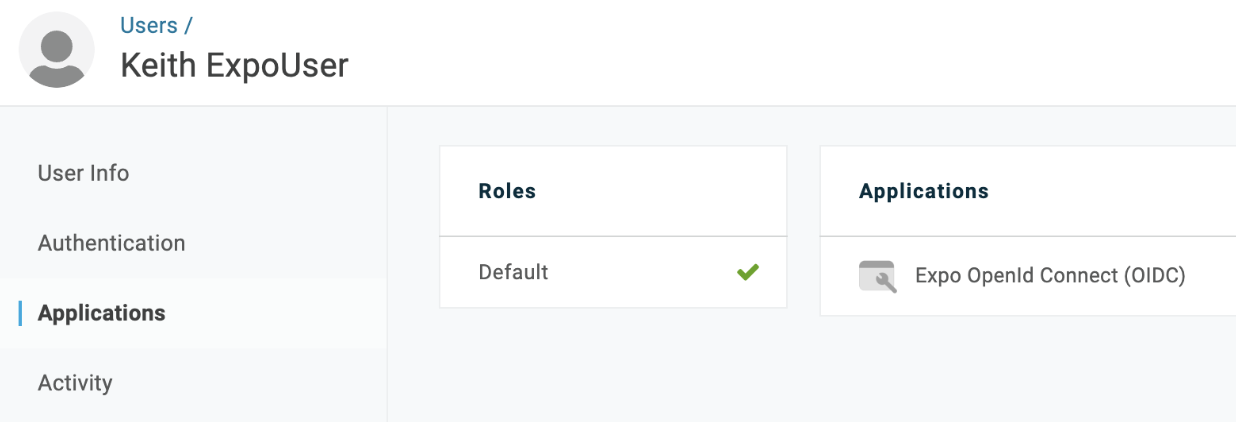 Users /
Keith ExpoUser
User Info
Authentication
Applications
Activity
Roles
Default
Applications
Expo OpenId Connect (OIDC)